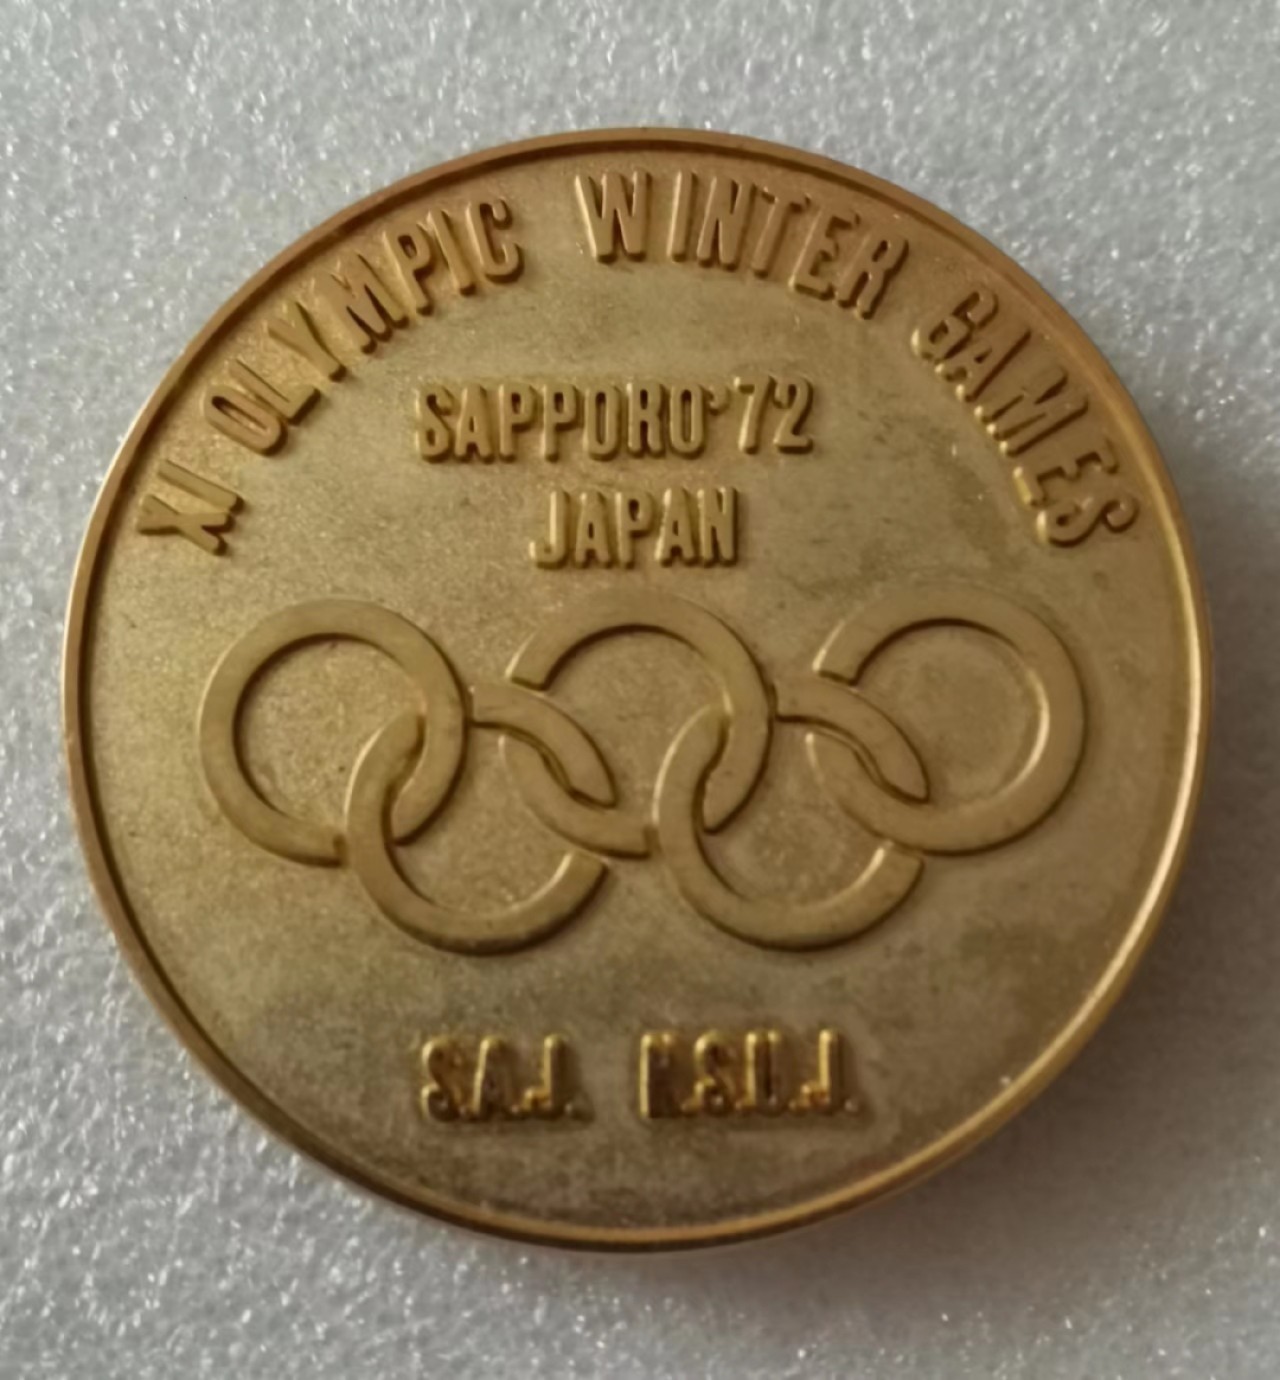 XI OLYMPIC WINTER GAMES
SAPPORO'72
JAPAN
S.A.J. N.S.U.J.